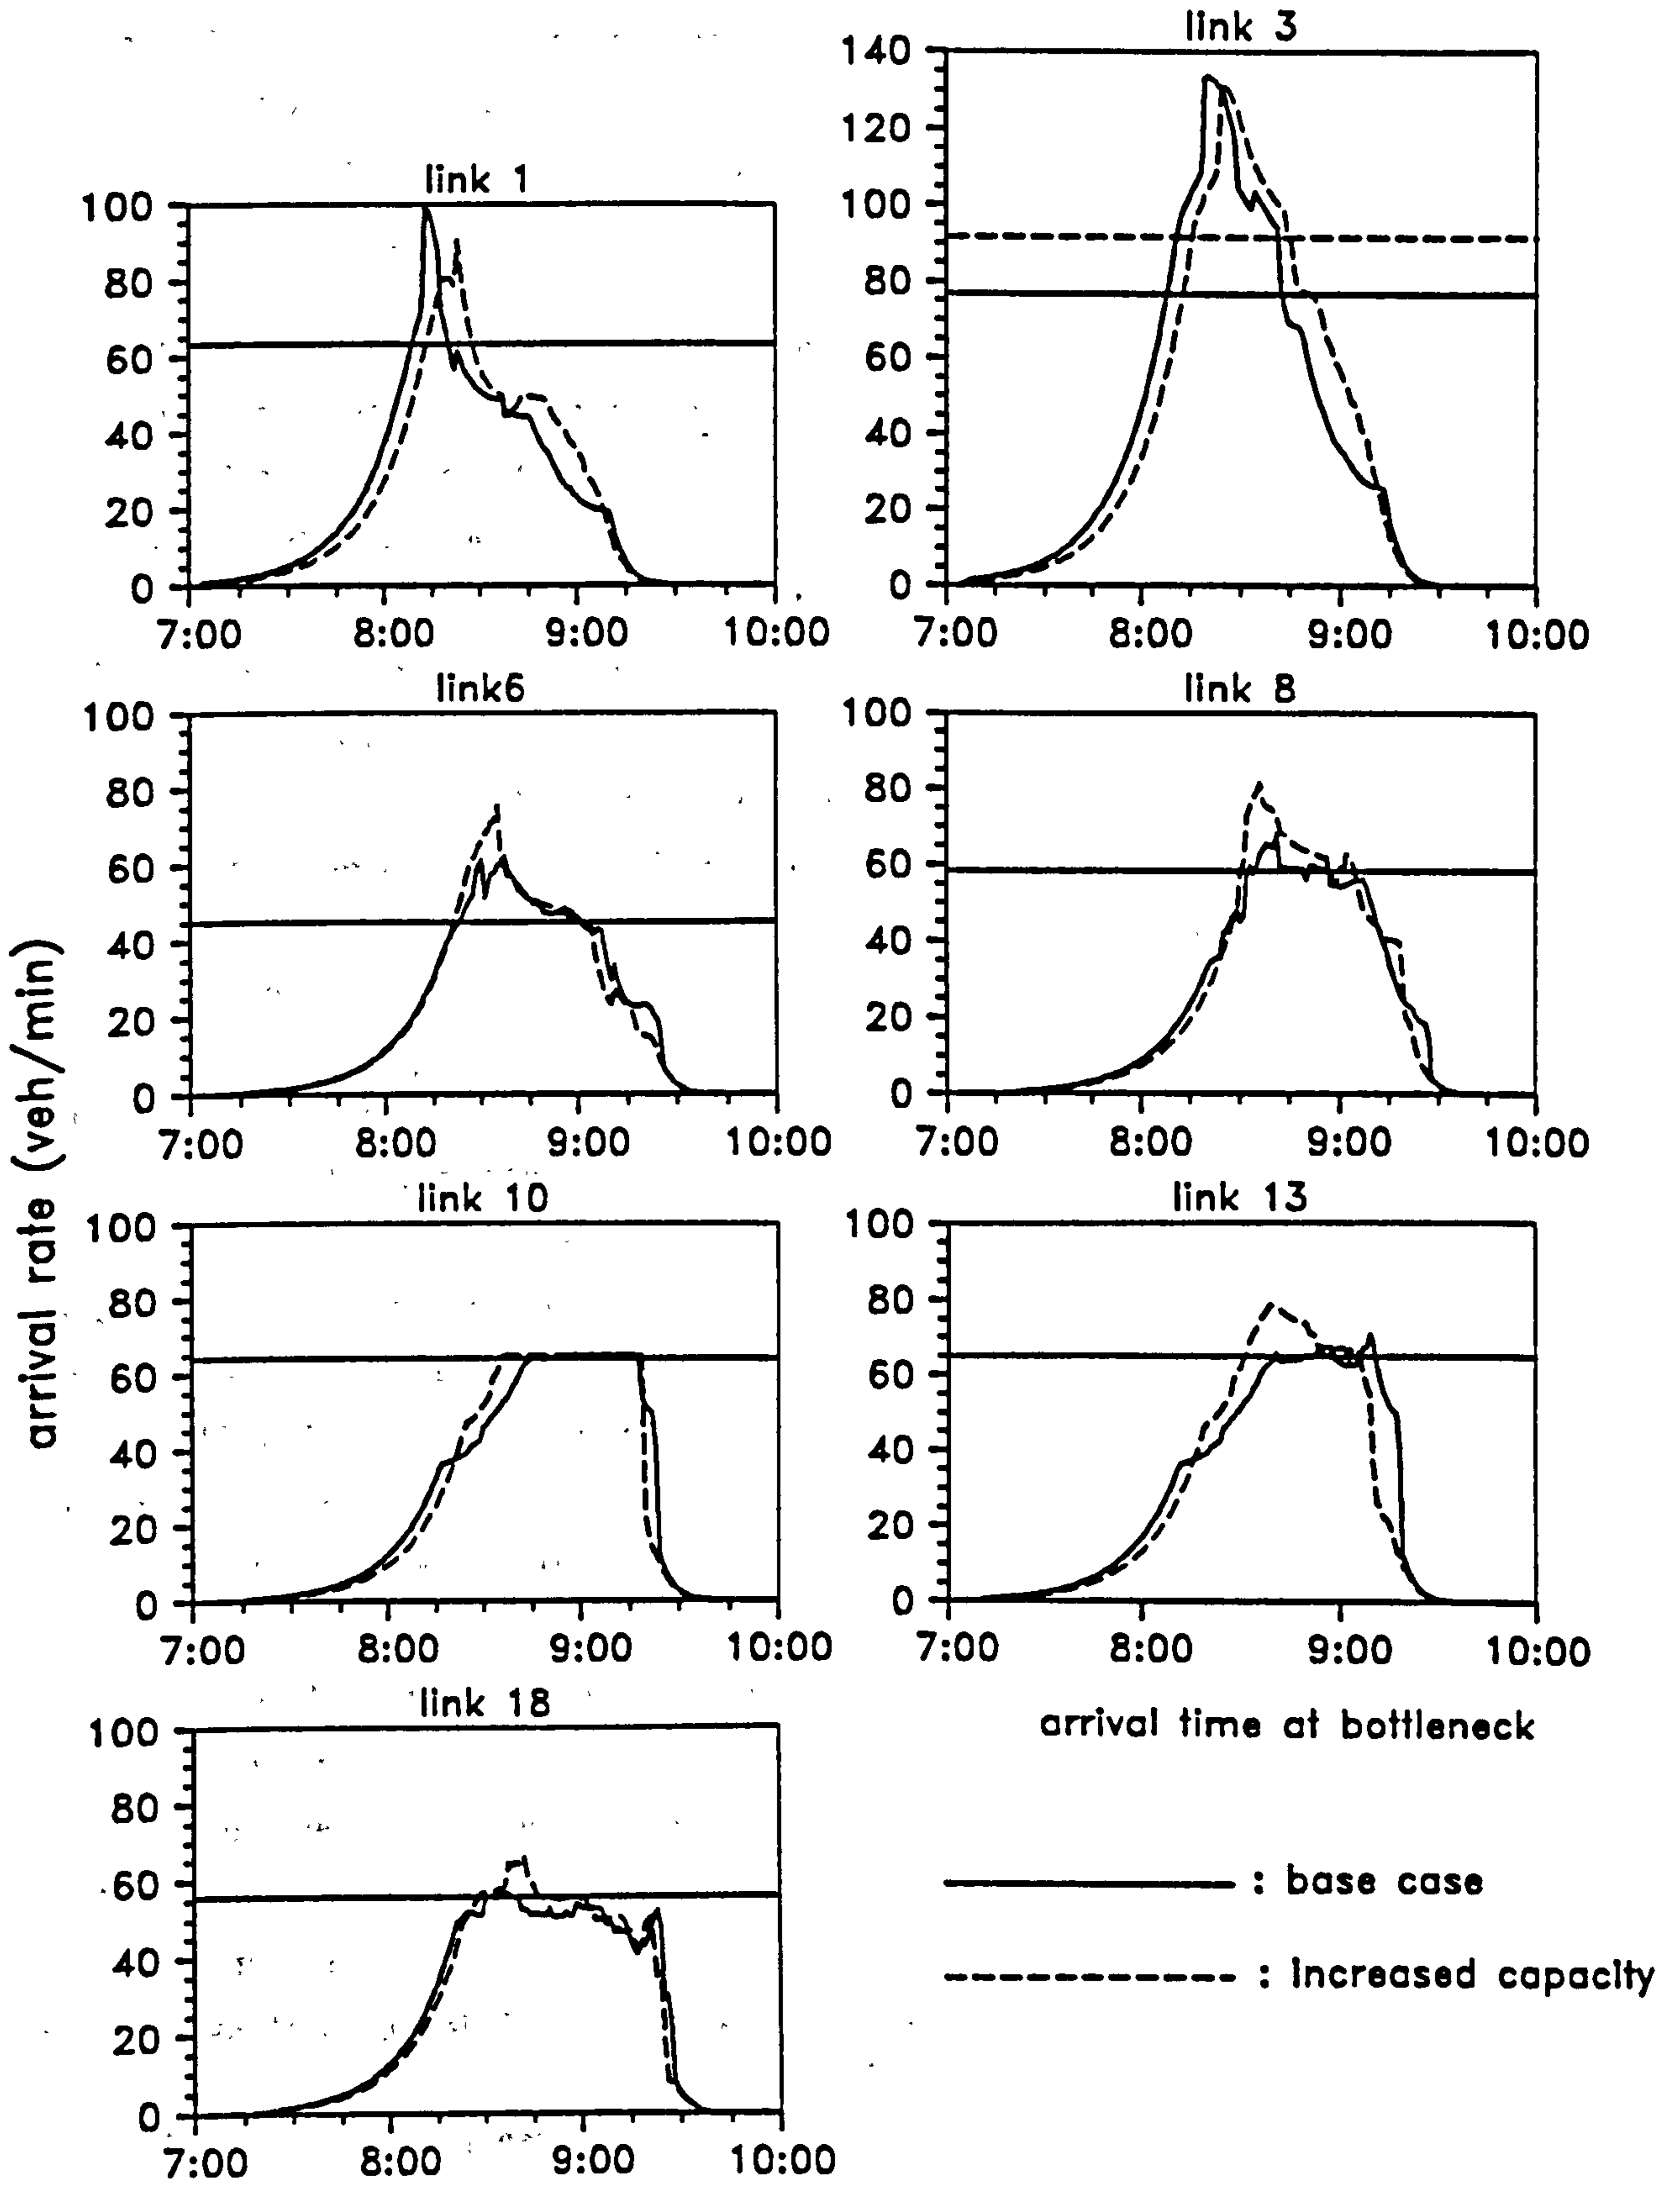 link 3
140
120
100
80
60
40
20
0
7:00 8:00 9:00 10:00
link 1
100
80
60
40
20
0
7:00 8:00 9:00 10:00
link6
100
80
60
40
20
0
7:00 8:00 9:00 10:00
link 8
100
80
60
40
20
0
7:00 8:00 9:00 10:00
arrival rate (veh/min)
link 10
100
80
60
40
20
0
7:00 8:00 9:00 10:00
link 13
100
80
60
40
20
0
7:00 8:00 9:00 10:00
link 18
100
80
60
40
20
0
7:00 8:00 9:00 10:00
arrival time at bottleneck
: base case
: increased capacity